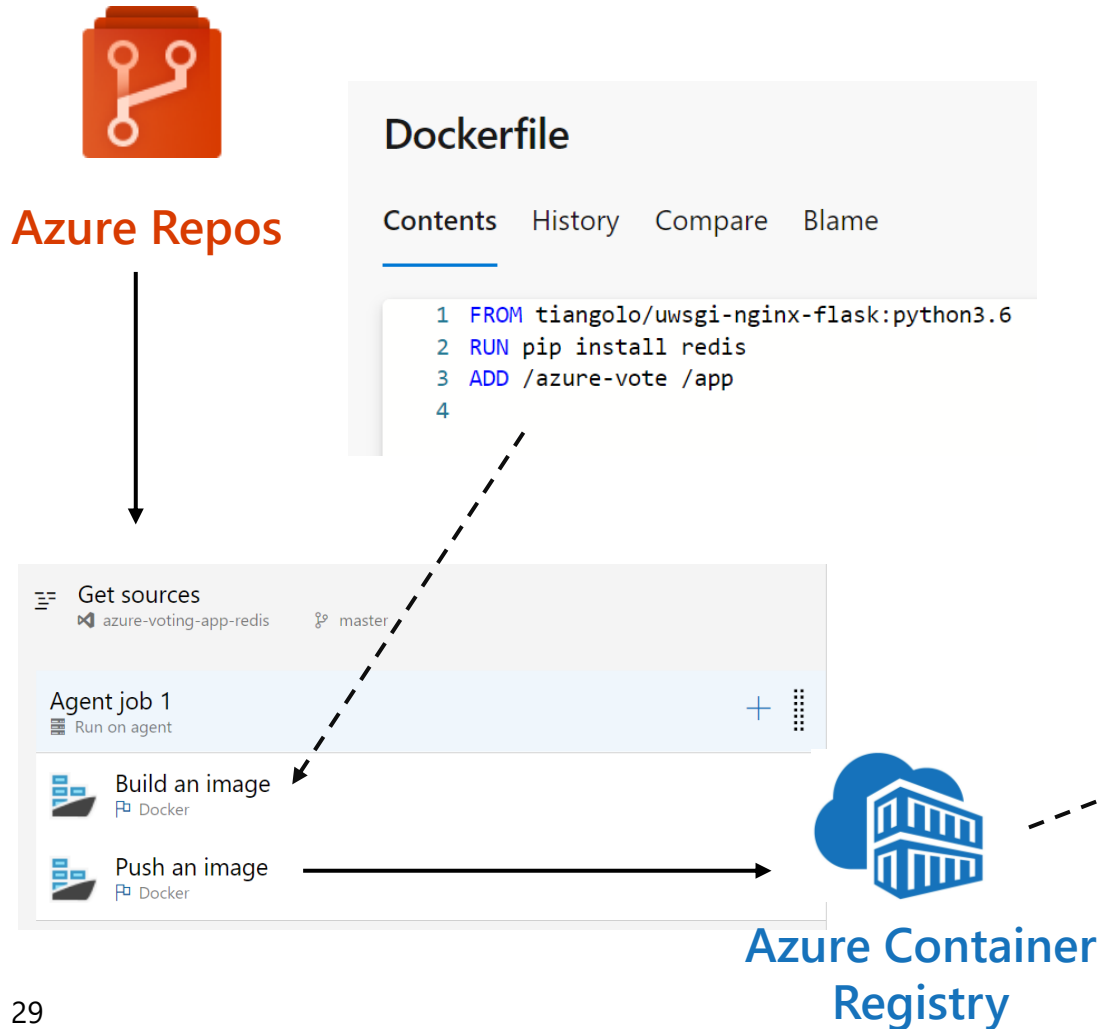 Azure Repos
Dockerfile
Contents History Compare Blame
1 FROM tiangolo/uwsgi-nginx-flask:python3.6
2 RUN pip install redis
3 ADD /azure-vote /app
4
Get sources
azure-voting-app-redis master
Agent job 1
Run on agent
Build an image
Docker
Push an image
Docker
Azure Container
Registry
29